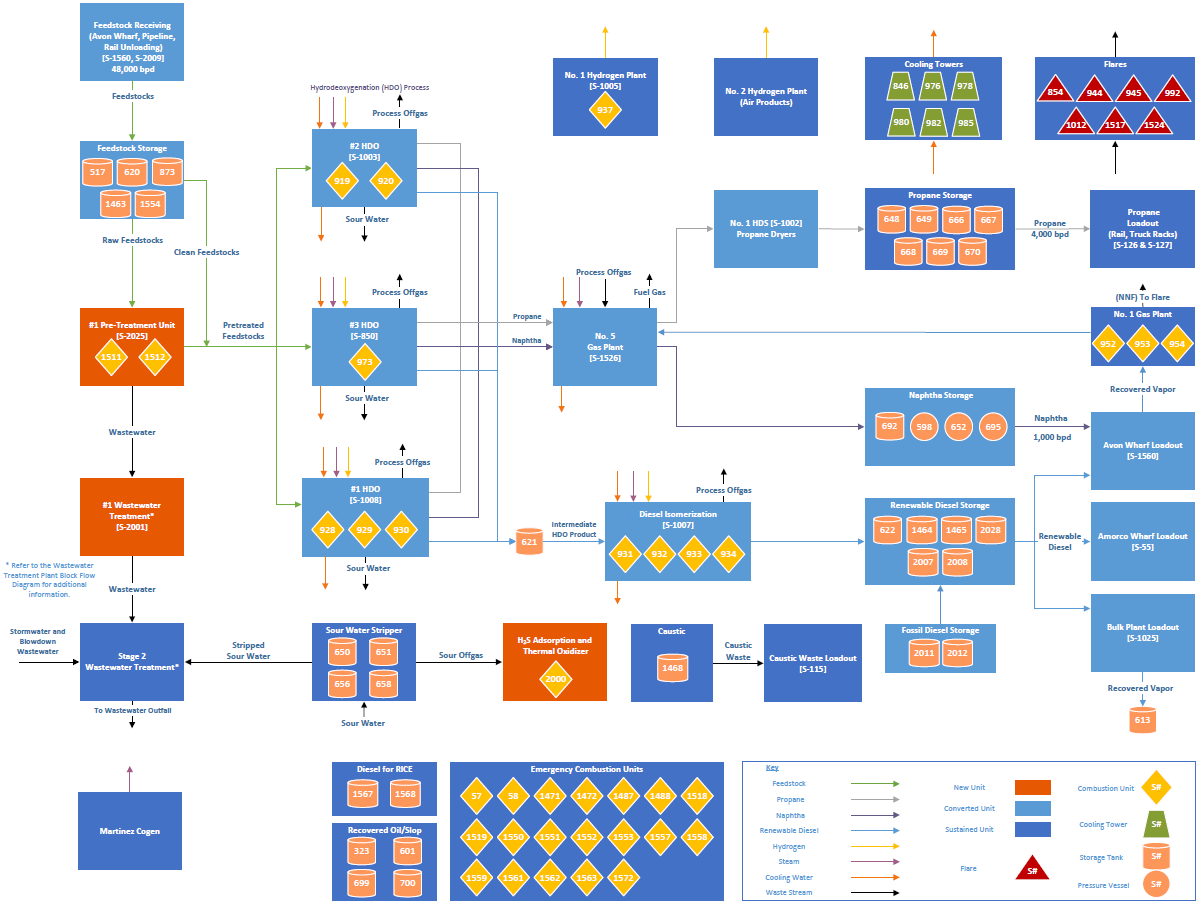 Feedstock Receiving
(Avon Wharf, Pipeline,
Rail Unloading)
[S-1560, S-2009]
48,000 bpd
Feedstocks
Feedstock Storage
517
620
873
1463
1554
Raw Feedstocks
Clean Feedstocks
#1 Pre-Treatment Unit
[S-2025]
1511
1512
Pretreated
Feedstocks
Wastewater
#1 Wastewater
Treatment*
[S-2001]
* Refer to the Wastewater
Treatment Plant Block Flow
Diagram for additional
information.
Wastewater
Stormwater and
Blowdown
Wastewater
Stage 2
Wastewater Treatment*
To Wastewater Outfall
Stripped
Sour Water
Martinez Cogen
Hydrodeoxygenation (HDO) Process
Process Offgas
#2 HDO
[S-1003]
919
920
Sour Water
Process Offgas
#3 HDO
[S-850]
973
Sour Water
Process Offgas
#1 HDO
[S-1008]
928
929
930
Sour Water
Sour Water Stripper
650
651
656
658
Sour Water
Sour Offgas
H2S Adsorption and
Thermal Oxidizer
2000
Propane
Naphtha
Process Offgas
Fuel Gas
No. 5
Gas Plant
[S-1526]
621
Intermediate
HDO Product
Process Offgas
Diesel Isomerization
[S-1007]
931
932
933
934
Caustic
1468
Caustic
Waste
Caustic Waste Loadout
[S-115]
No. 1 Hydrogen Plant
[S-1005]
937
No. 2 Hydrogen Plant
(Air Products)
Cooling Towers
846
976
978
980
982
985
Flares
854
944
945
992
1012
1517
1524
No. 1 HDS [S-1002]
Propane Dryers
Propane Storage
648
649
666
667
668
669
670
Propane
4,000 bpd
Propane
Loadout
(Rail, Truck Racks)
[S-126 & S-127]
(NNF) To Flare
No. 1 Gas Plant
952
953
954
Recovered Vapor
Naphtha Storage
692
598
652
695
Naphtha
1,000 bpd
Avon Wharf Loadout
[S-1560]
Renewable Diesel Storage
622
1464
1465
2028
2007
2008
Renewable
Diesel
Amorco Wharf Loadout
[S-55]
Fossil Diesel Storage
2011
2012
Bulk Plant Loadout
[S-1025]
Recovered Vapor
613
Diesel for RICE
1567
1568
Recovered Oil/Slop
323
601
699
700
Emergency Combustion Units
57
58
1471
1472
1487
1488
1518
1519
1550
1551
1552
1553
1557
1558
1559
1561
1562
1563
1572
Key
Feedstock
Propane
Naphtha
Renewable Diesel
Hydrogen
Steam
Cooling Water
Waste Stream
New Unit
Converted Unit
Sustained Unit
Flare
S#
Combustion Unit
S#
Cooling Tower
S#
Storage Tank
S#
Pressure Vessel
S#